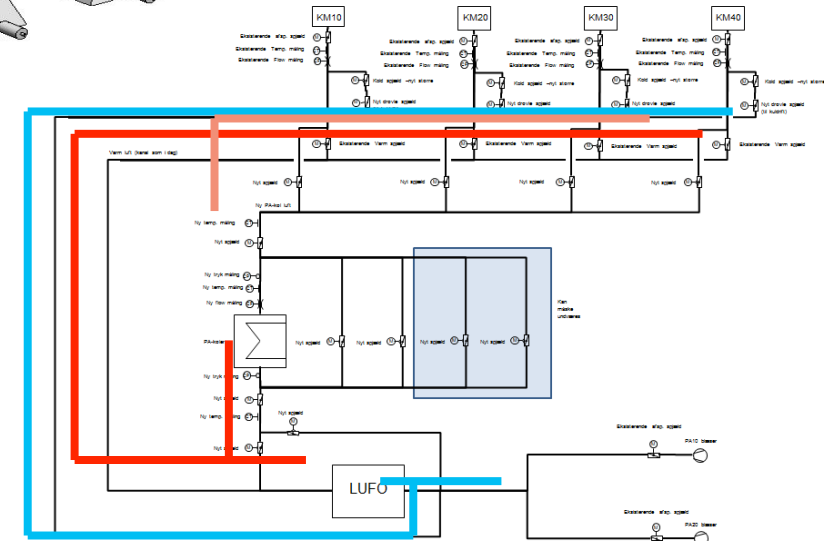 KM10
KM20
KM30
KM40
Eksisterende afsp. spjæld
Eksisterende Temp. måling
Eksisterende Flow måling
Eksisterende afsp. spjæld
Eksisterende Temp. måling
Eksisterende Flow måling
Eksisterende afsp. spjæld
Eksisterende Temp. måling
Eksisterende Flow måling
Eksisterende afsp. spjæld
Eksisterende Temp. måling
Eksisterende Flow måling
Kold spjæld -nyt større
Kold spjæld -nyt større
Kold spjæld -nyt større
Kold spjæld -nyt større
Nyt drøvle spjæld
Nyt drøvle spjæld
Nyt drøvle spjæld
Nyt drøvle spjæld
(til kulluft)
Varm luft (kanal som i dag)
Eksisterende Varm spjæld
Eksisterende Varm spjæld
Eksisterende Varm spjæld
Eksisterende Varm spjæld
Nyt spjæld
Nyt spjæld
Nyt spjæld
Nyt spjæld
Ny PA-kol luft
Ny temp. måling
Nyt spjæld
Ny tryk måling
Ny temp. måling
Ny flow måling
Kan
måske
undværes
PA-køler
Nyt spjæld
Nyt spjæld
Nyt spjæld
Nyt spjæld
Ny tryk
Nyt
Ny temp.
Nyt
Nyt spjæld
LUFO
Eksisterende afsp. spjæld
PA10 blæser
Eksisterende afsp. spjæld
PA20 blæser